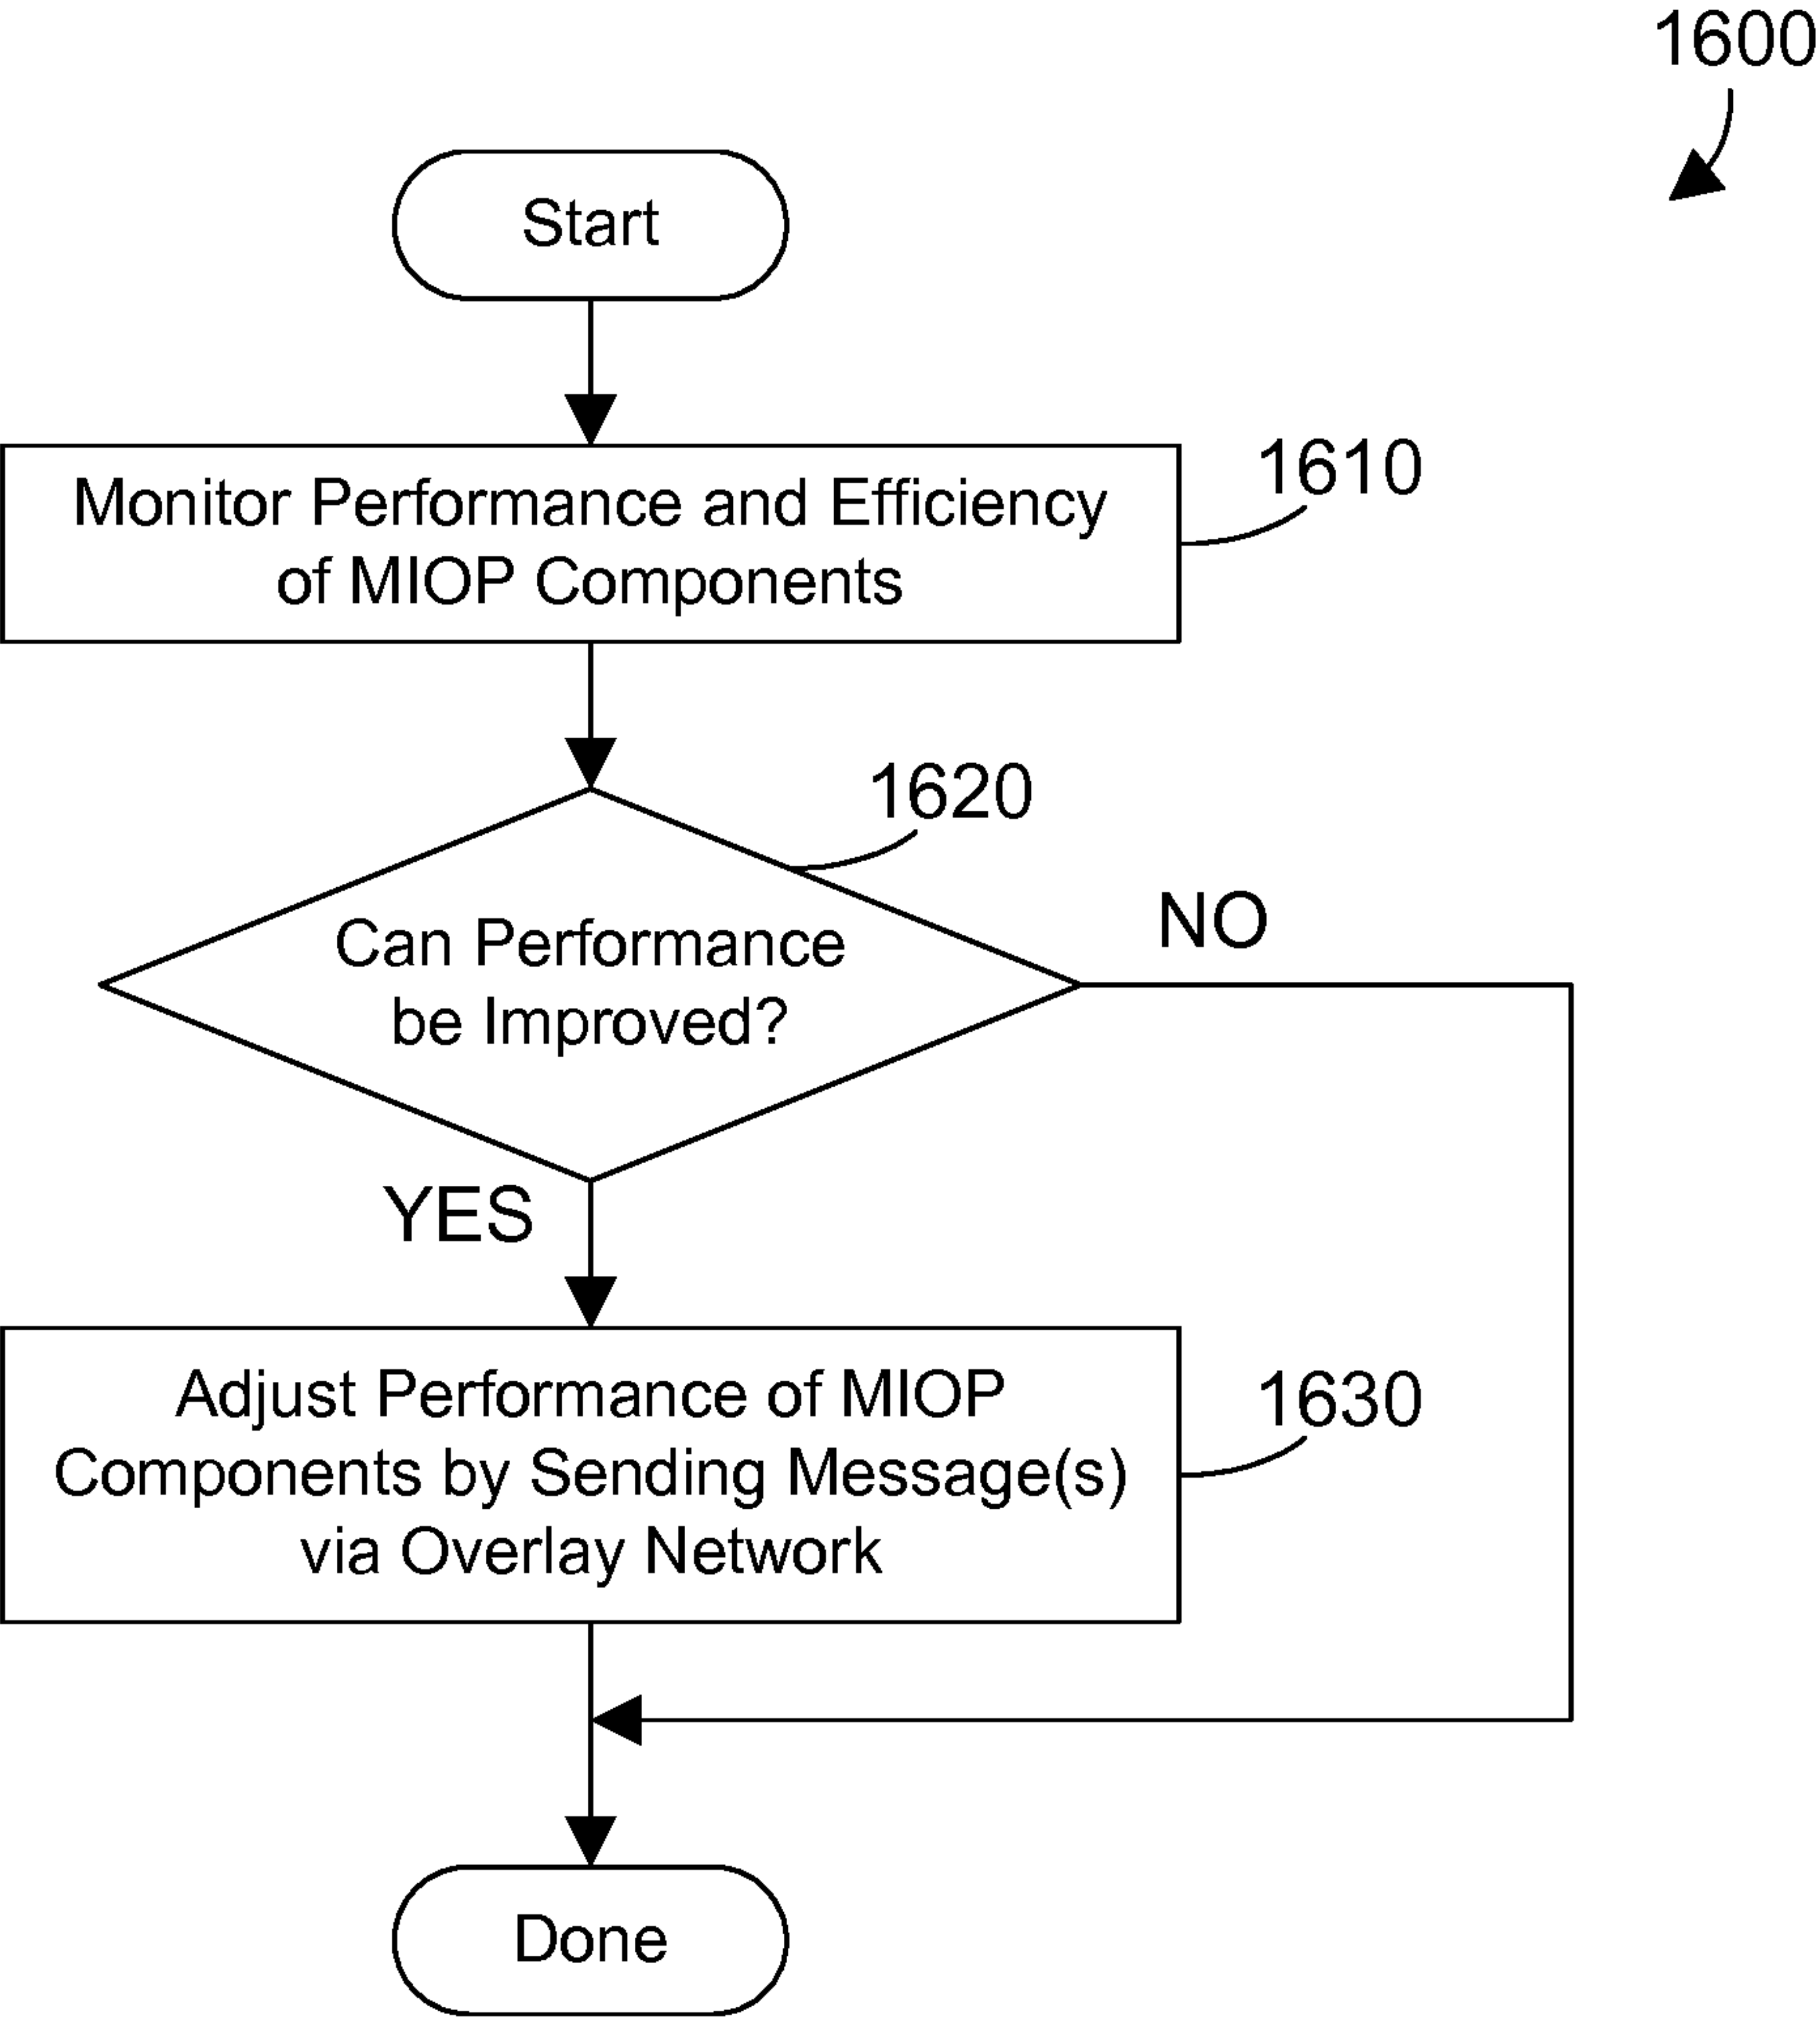 1600
Start
Monitor Performance and Efficiency
of MIOP Components
1610
1620
Can Performance
be Improved?
NO
YES
Adjust Performance of MIOP
Components by Sending Message(s)
via Overlay Network
1630
Done